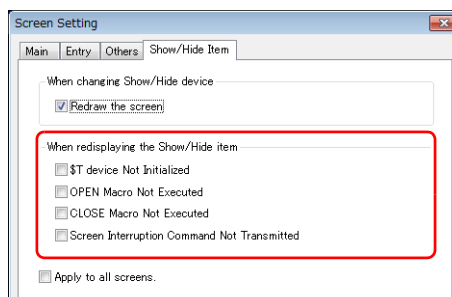 Screen Setting
Main Entry Others Show/Hide Item
When changing Show/Hide device
Redraw the screen
When redisplaying the Show/Hide item
$T device Not Initialized
OPEN Macro Not Executed
CLOSE Macro Not Executed
Screen Interruption Command Not Transmitted
Apply to all screens.